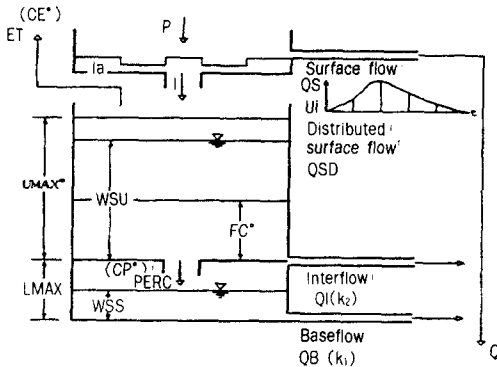 (CE*)
ET
P
Ia
I
Surface flow
QS
Ui
t
Distributed
surface flow
QSD
UMAX*
WSU
FC*
(CP*)
PERC
LMAX
WSS
Interflow
QI(k₂)
Baseflow
QB (k₁)
Q